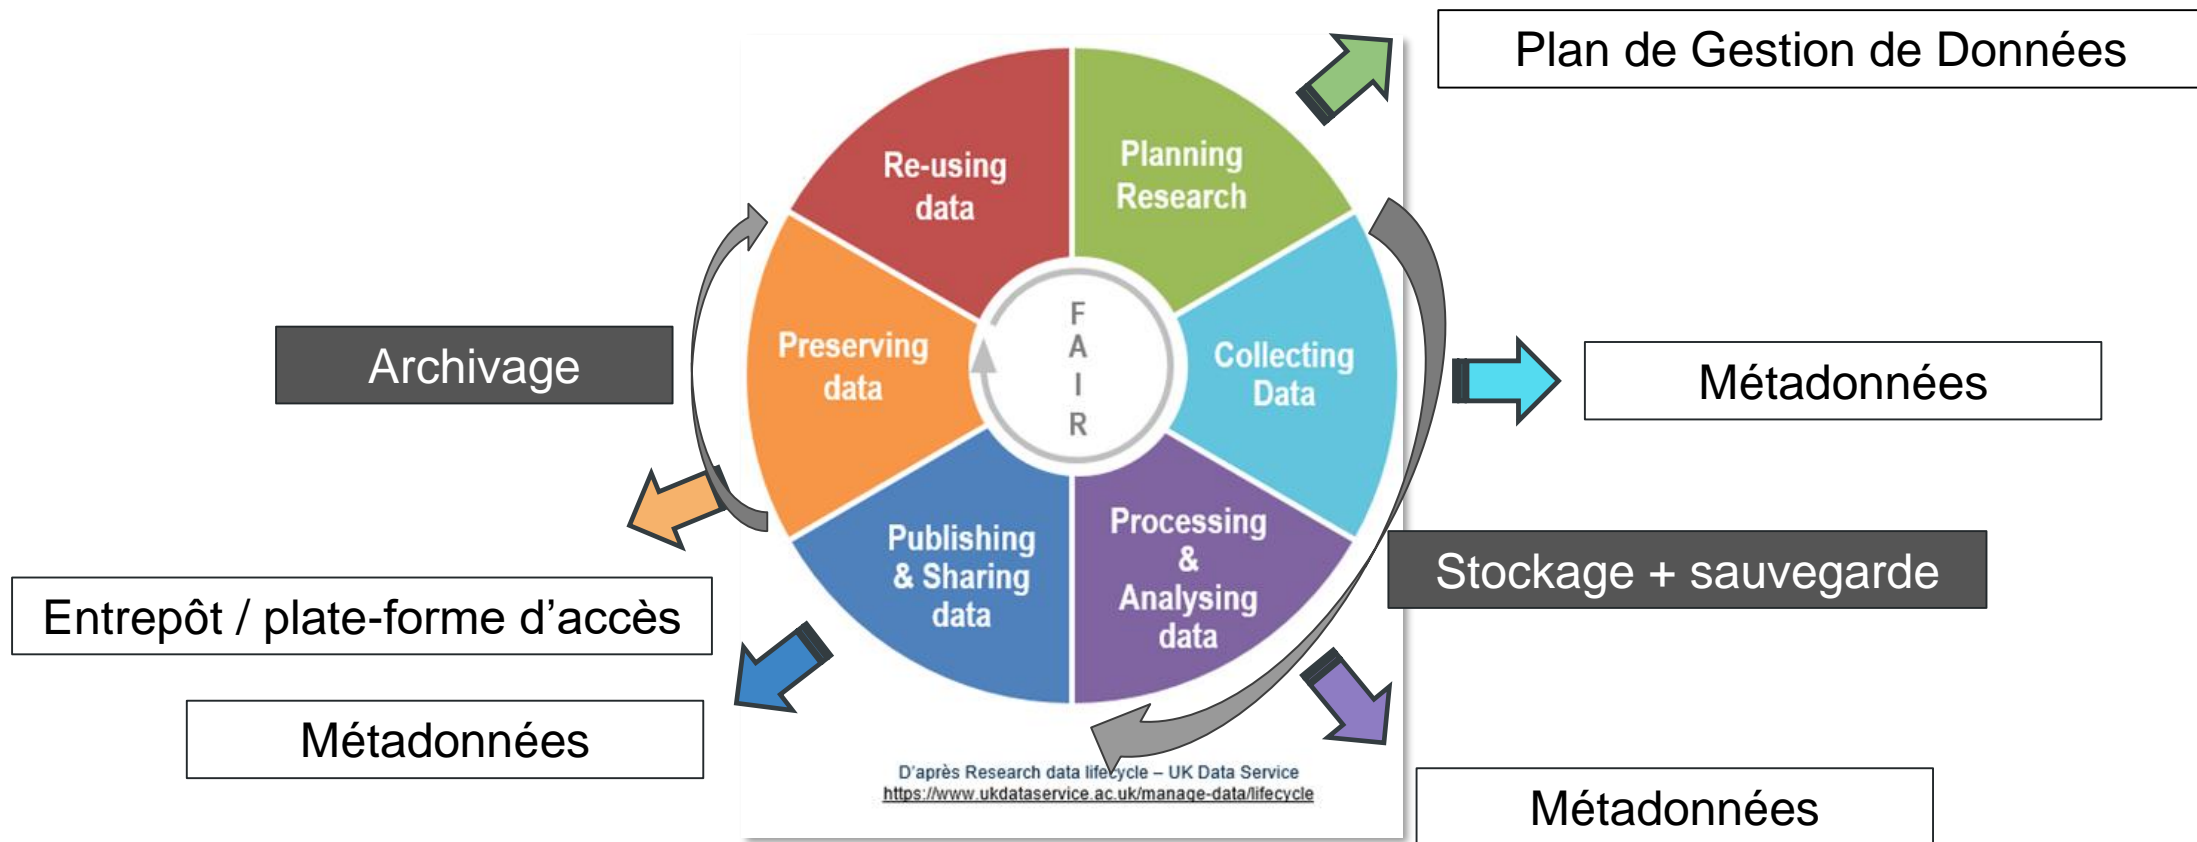 Plan de Gestion de Données
Re-using
data
Planning
Research
Archivage
Preserving
data
F
A
I
R
Collecting
Data
Métadonnées
Publishing
& Sharing
data
Processing
&
Analysing
data
Stockage + sauvegarde
Entrepôt / plate-forme d’accès
Métadonnées
D'après Research data lifecycle – UK Data Service
https://www.ukdataservice.ac.uk/manage-data/lifecycle
Métadonnées